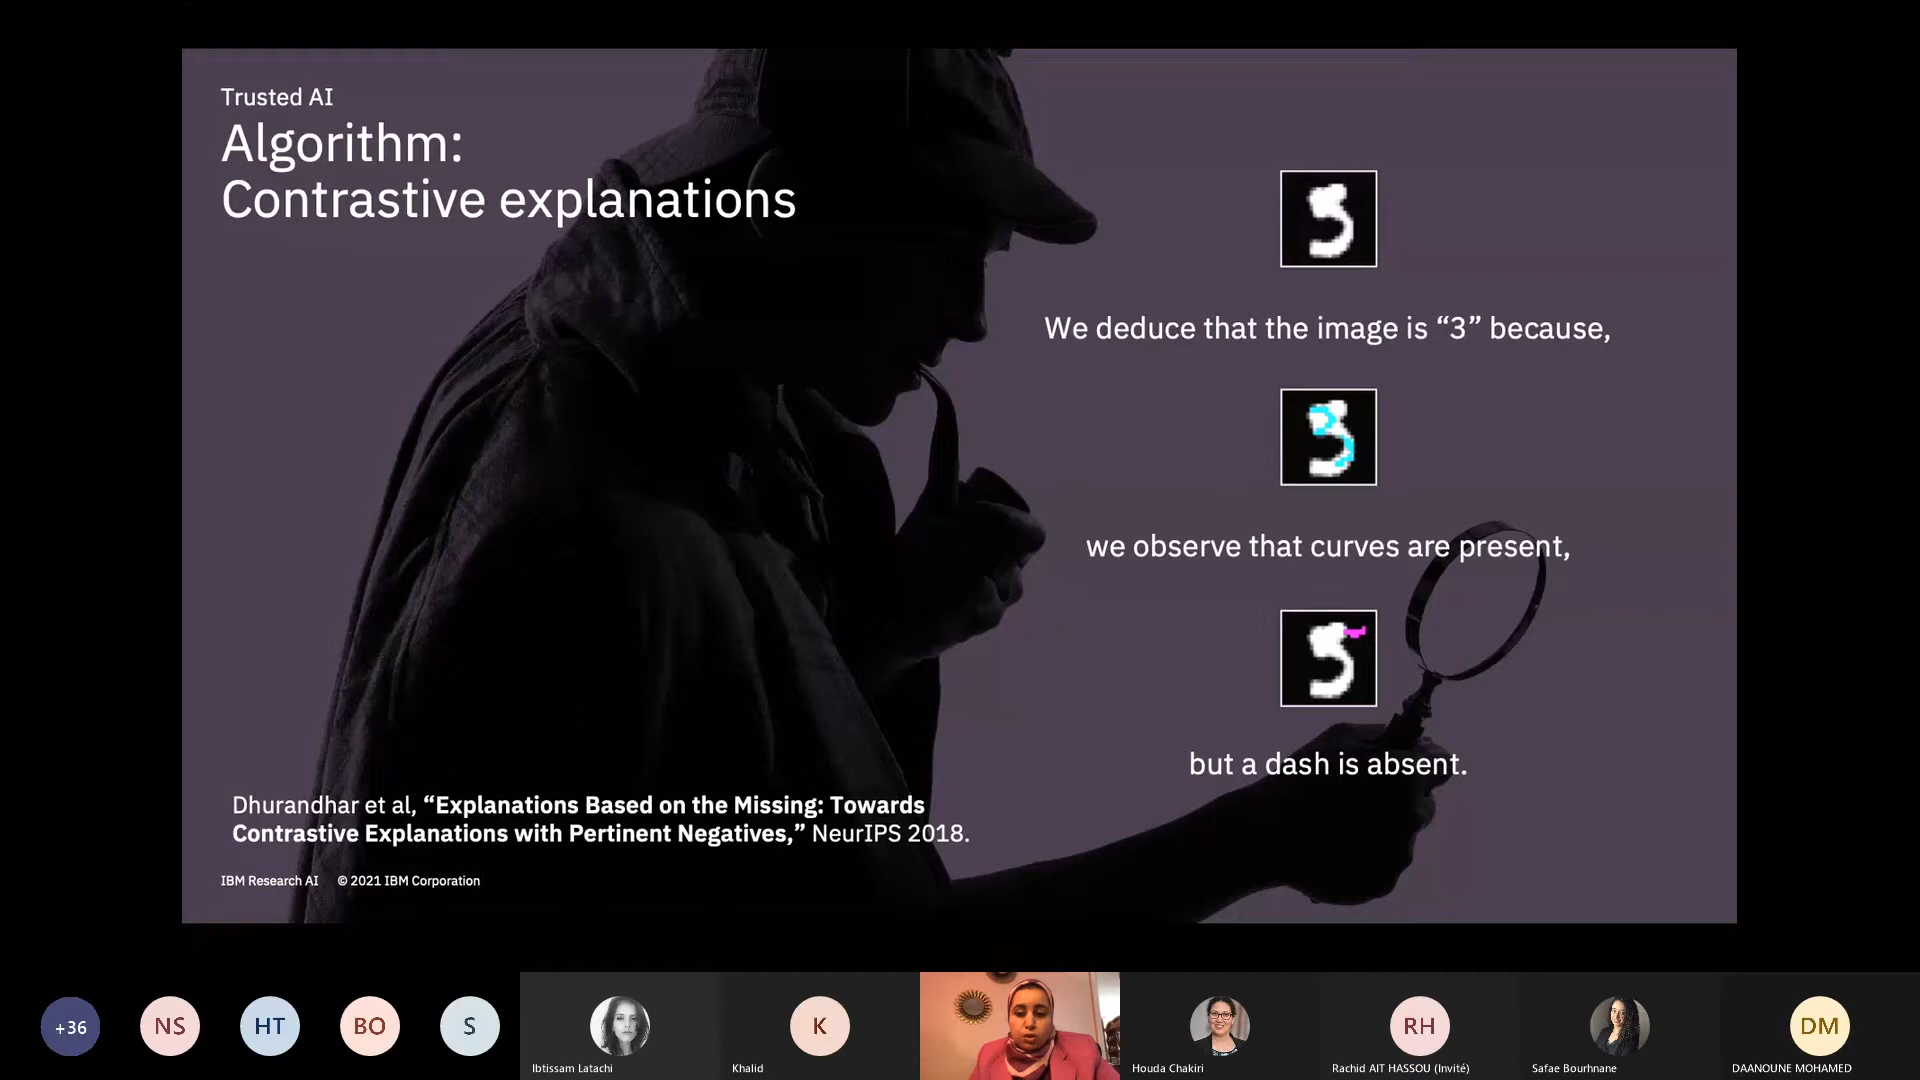 Trusted AI
Algorithm:
Contrastive explanations
We deduce that the image is “3” because,
we observe that curves are present,
but a dash is absent.
Dhurandhar et al, “Explanations Based on the Missing: Towards
Contrastive Explanations with Pertinent Negatives,” NeurIPS 2018.
IBM Research AI © 2021 IBM Corporation
+36
NS
HT
BO
S
Ibtissam Latachi
K
Khalid
Houda Chakiri
RH
Rachid AIT HASSOU (Invité)
Safae Bourhnane
DM
DAANOUNE MOHAMED